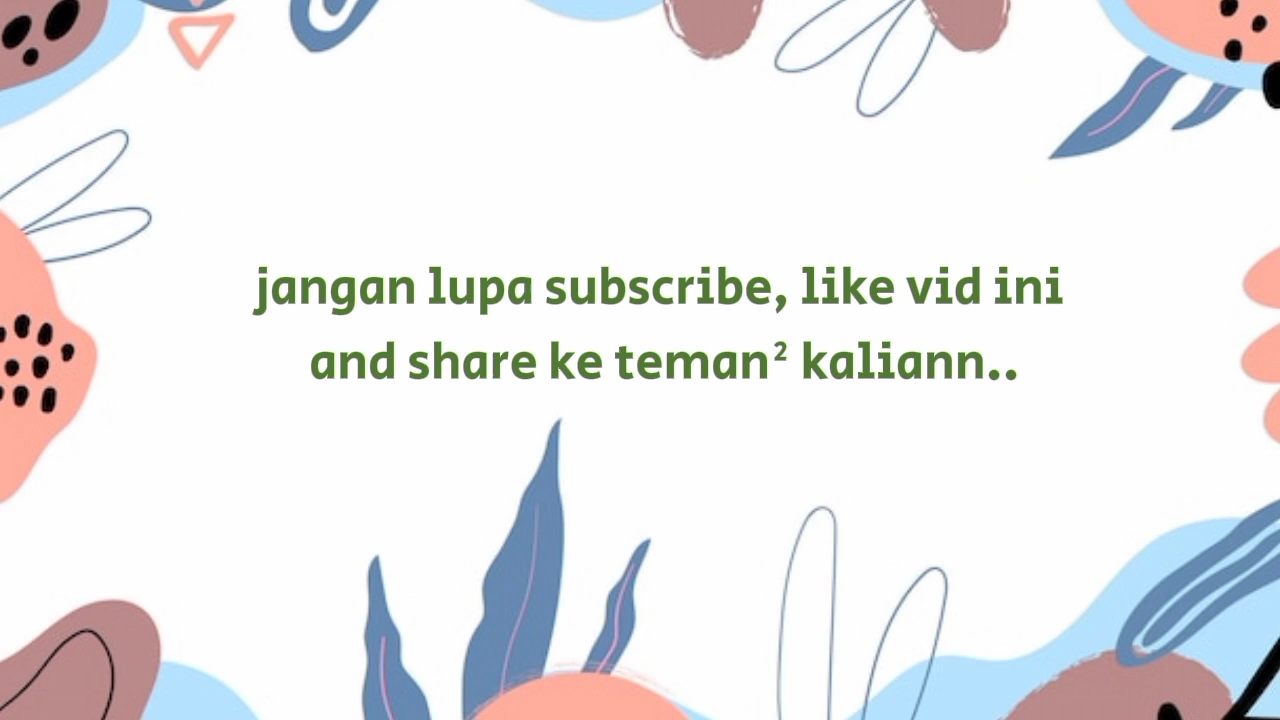 jangan lupa subscribe, like vid ini
and share ke teman² kaliann..